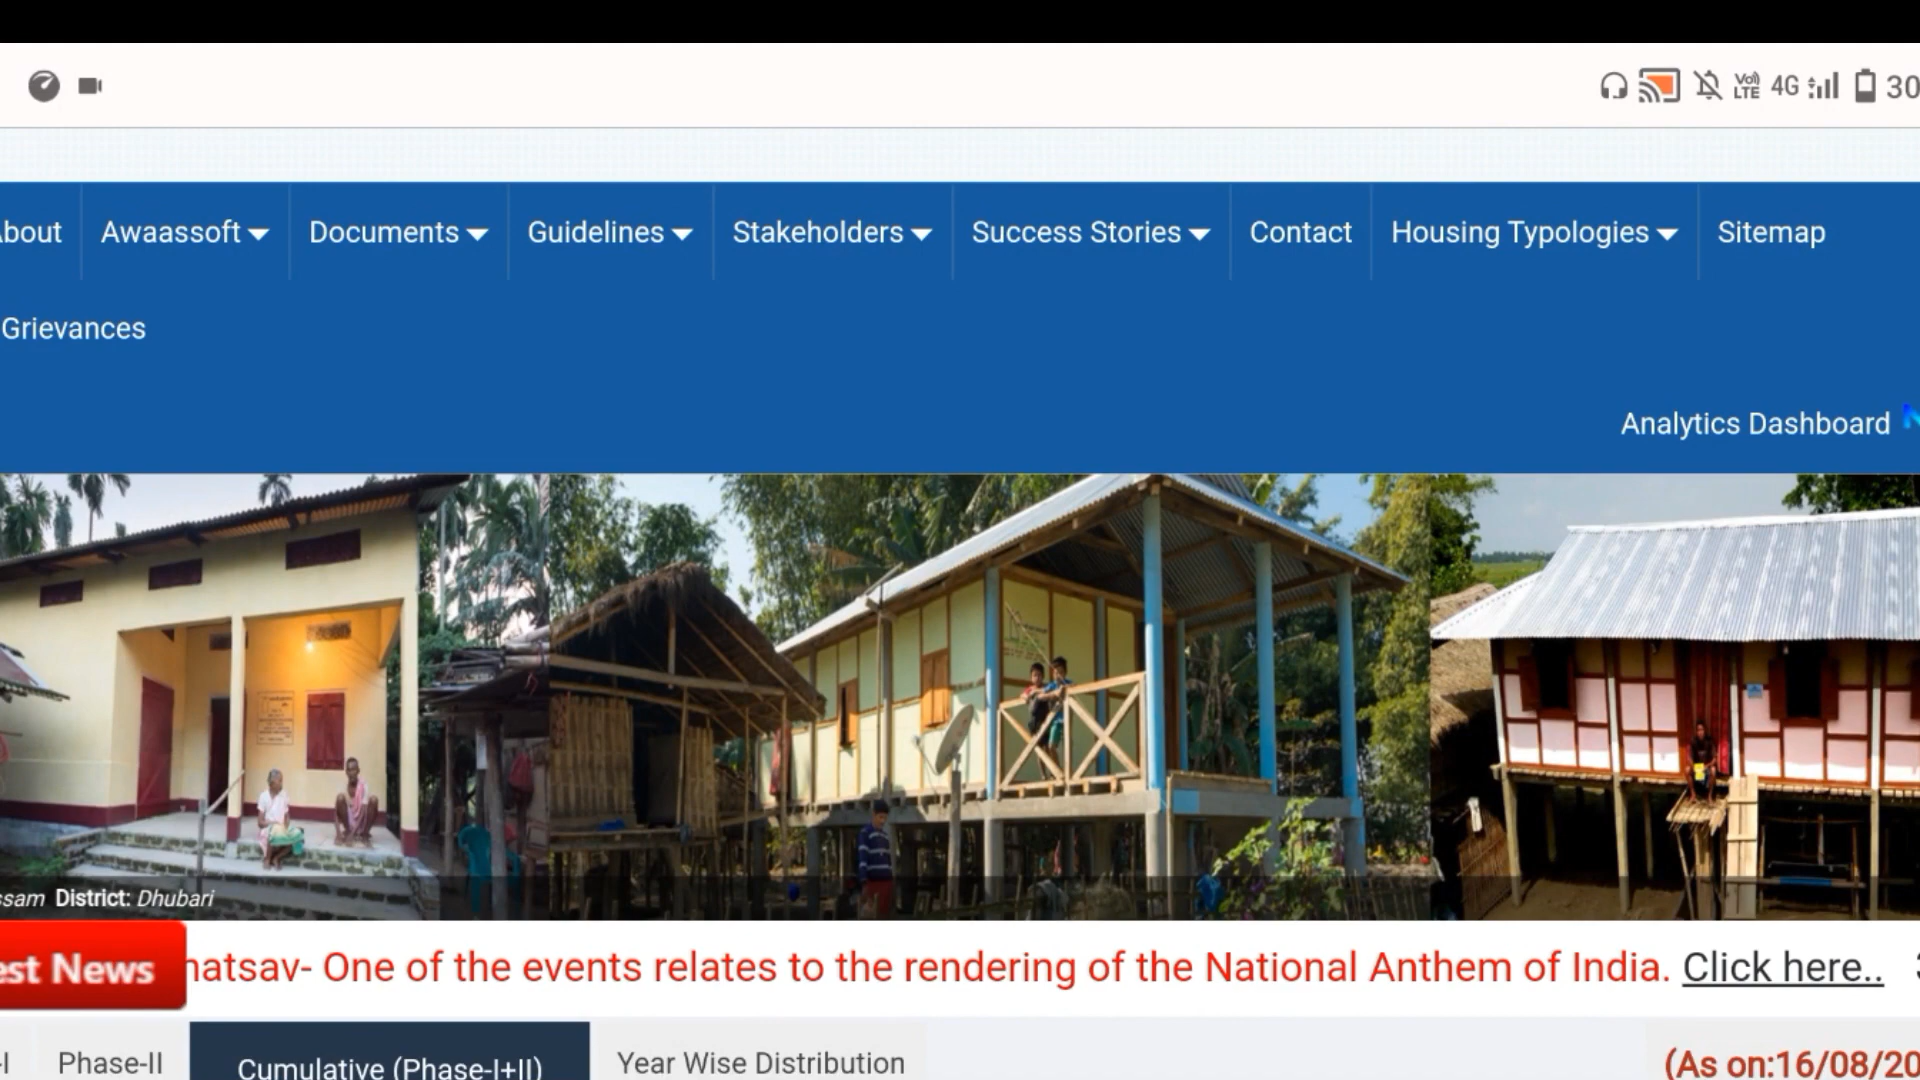 VoI) LTE 4G 30
bout Awaassoft Documents Guidelines Stakeholders Success Stories Contact Housing Typologies Sitemap
Grievances
Analytics Dashboard
ssam District: Dhubari
est News hatsav- One of the events relates to the rendering of the National Anthem of India. Click here..
-I Phase-II Cumulative (Phase-I+II) Year Wise Distribution (As on:16/08/20